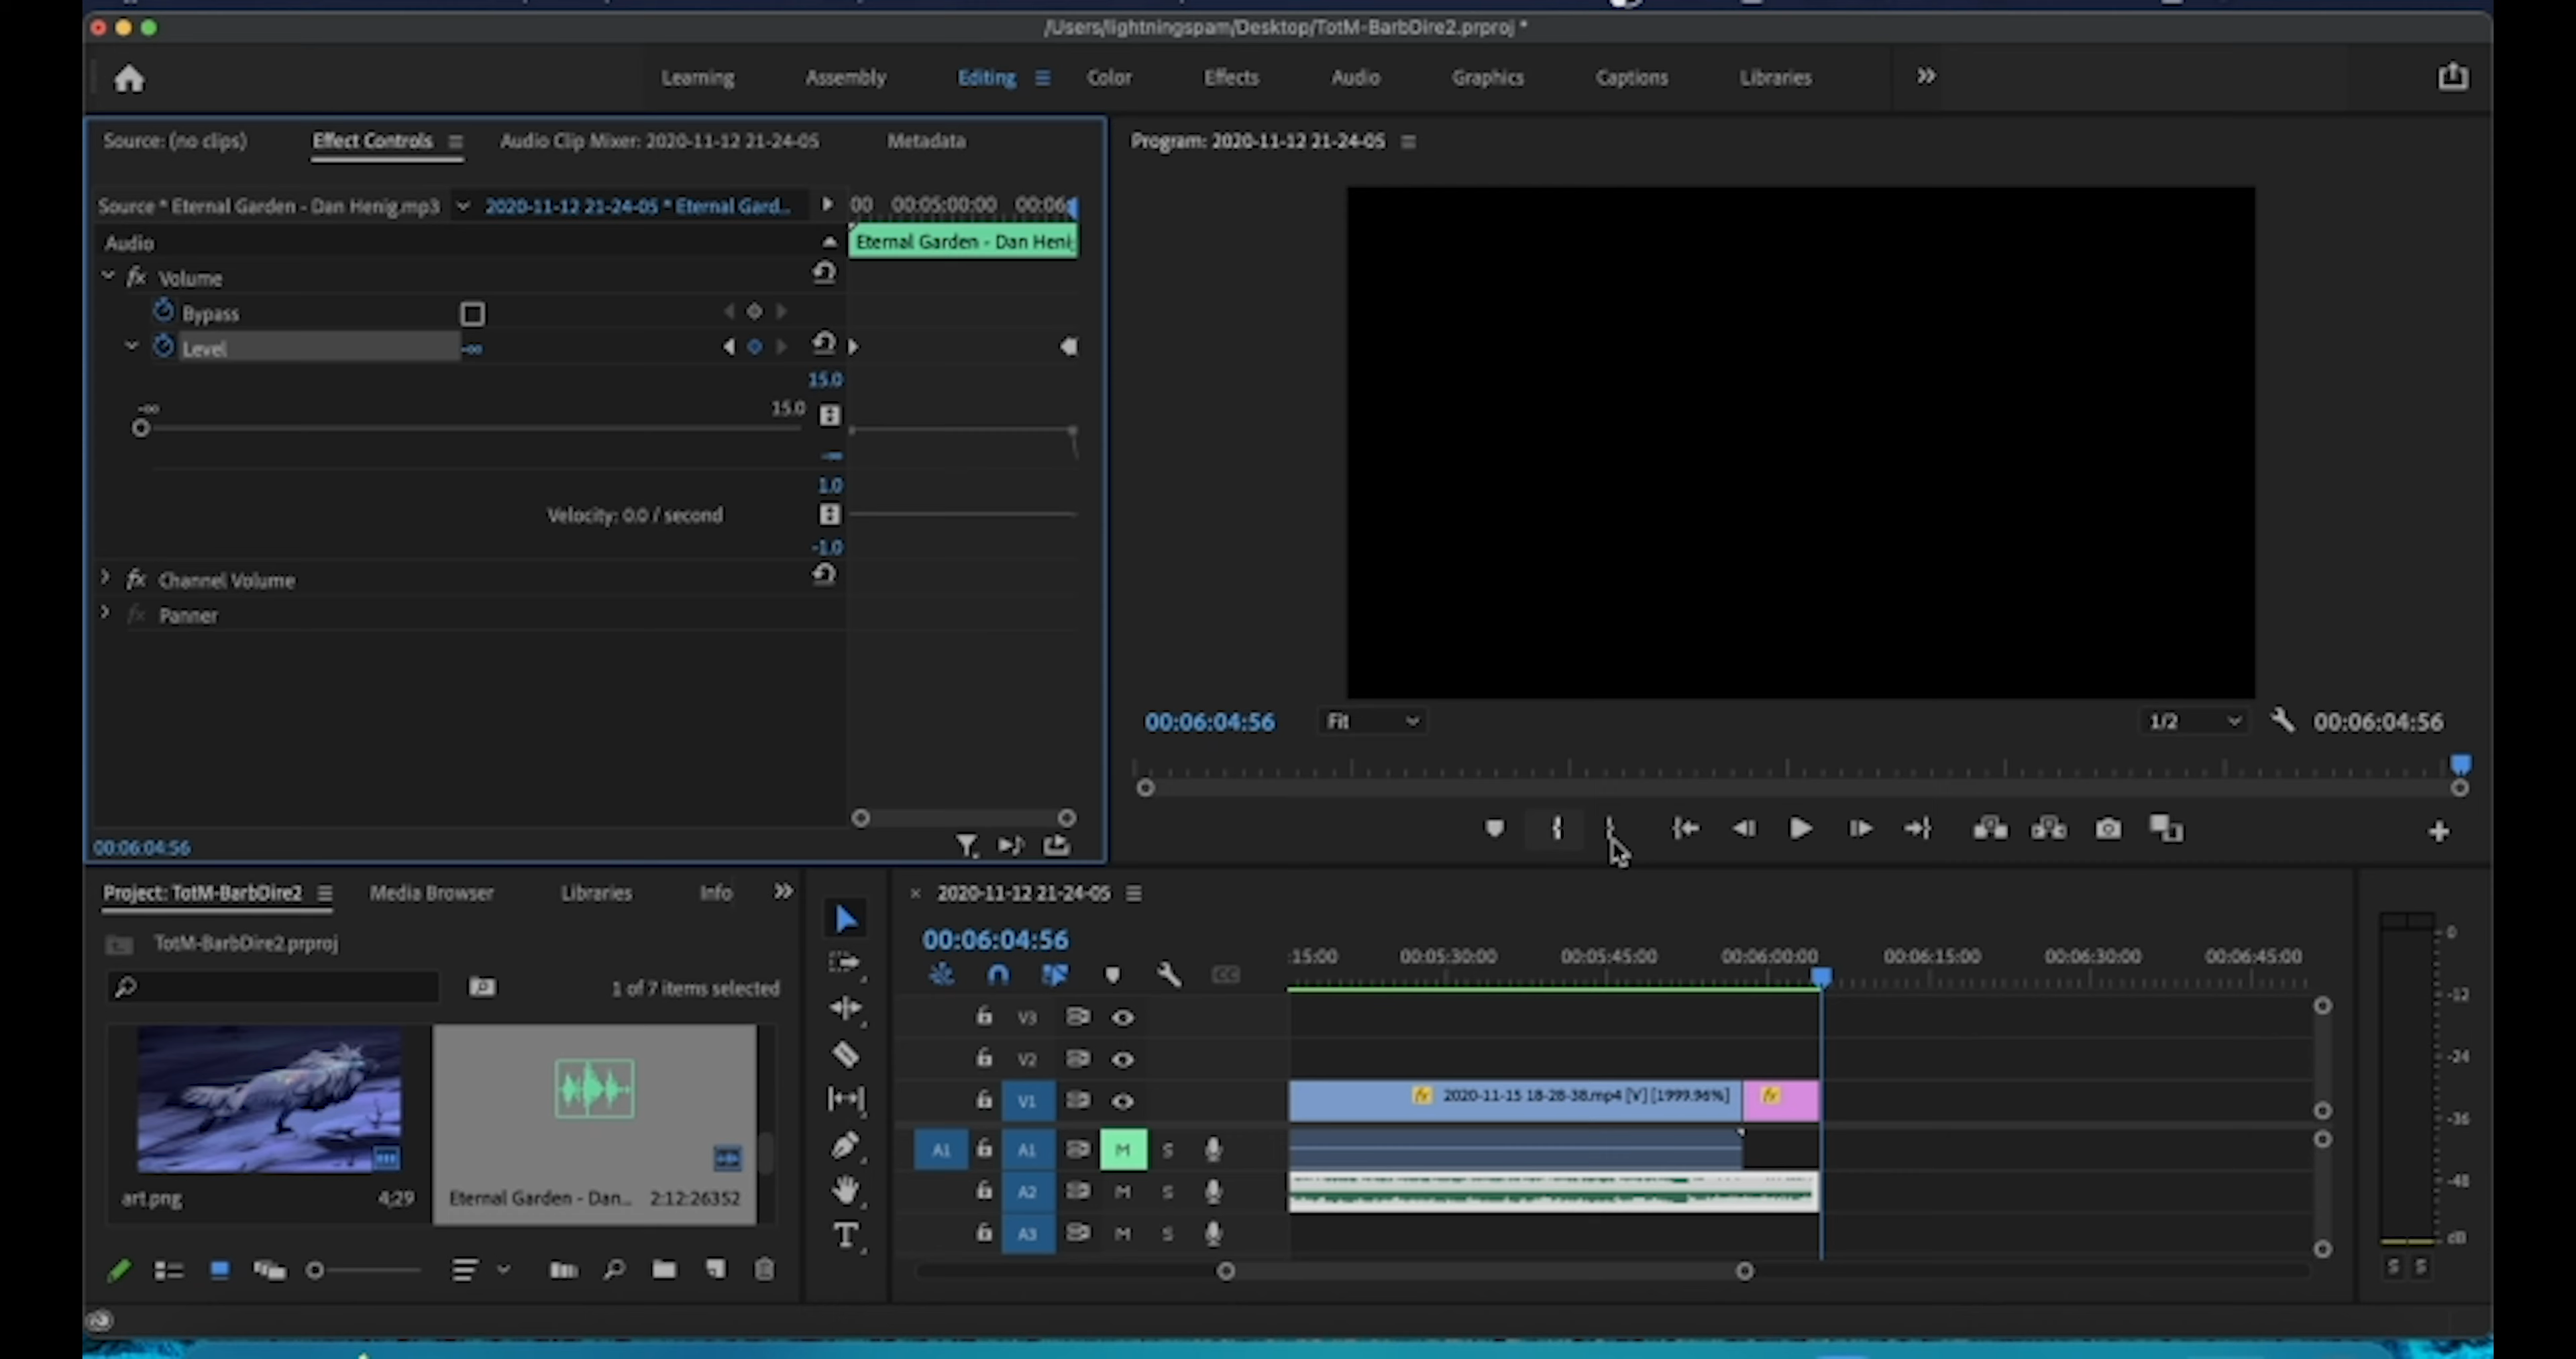 /Users/lightningspam/Desktop/TotM-BarbDire2.prproj *
Learning Assembly Editing Color Effects Audio Graphics Captions Libraries
Source: (no clips) Effect Controls Audio Clip Mixer: 2020-11-12 21-24-05 Metadata
Program: 2020-11-12 21-24-05
Source * Eternal Garden - Dan Henig.mp3 2020-11-12 21-24-05 * Eternal Gard...
00 00:05:00:00 00:06:
Audio
Eternal Garden - Dan Henig
fx Volume
Bypass
Level -∞
15.0
-∞ 15.0
-∞
1.0
Velocity: 0.0 / second
-1.0
fx Channel Volume
fx Panner
00:06:04:56
00:06:04:56 Fit 1/2 00:06:04:56
Project: TotM-BarbDire2 Media Browser Libraries Info
TotM-BarbDire2.prproj
1 of 7 items selected
art.png 4;29
Eternal Garden - Dan... 2:12:26352
2020-11-12 21-24-05
00:06:04:56
:15:00 00:05:30:00 00:05:45:00 00:06:00:00 00:06:15:00 00:06:30:00 00:06:45:00
V3
V2
V1
fx 2020-11-15 18-28-38.mp4 [V] [1999.96%] fx
A1 A1 M S
A2 M S
A3 M S
T
CC
0
-12
-24
-36
-48
dB
S S